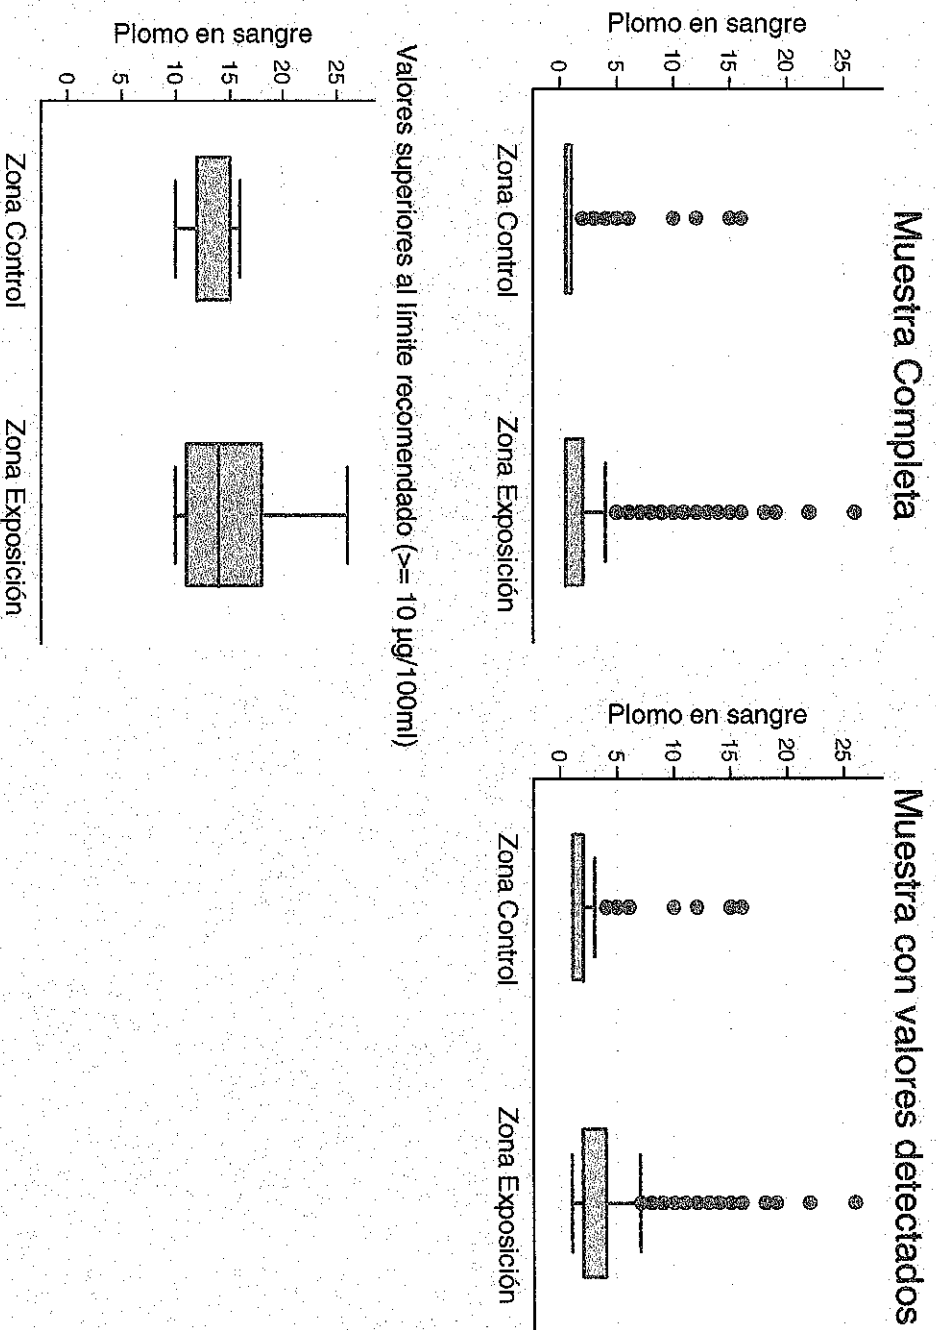 Muestra Completa
Plomo en sangre
25
20
15
10
5
0
Zona Control
Zona Exposición
Muestra con valores detectados
Plomo en sangre
25
20
15
10
5
0
Zona Control
Zona Exposición
Valores superiores al límite recomendado (>= 10 µg/100ml)
Plomo en sangre
25
20
15
10
5
0
Zona Control
Zona Exposición